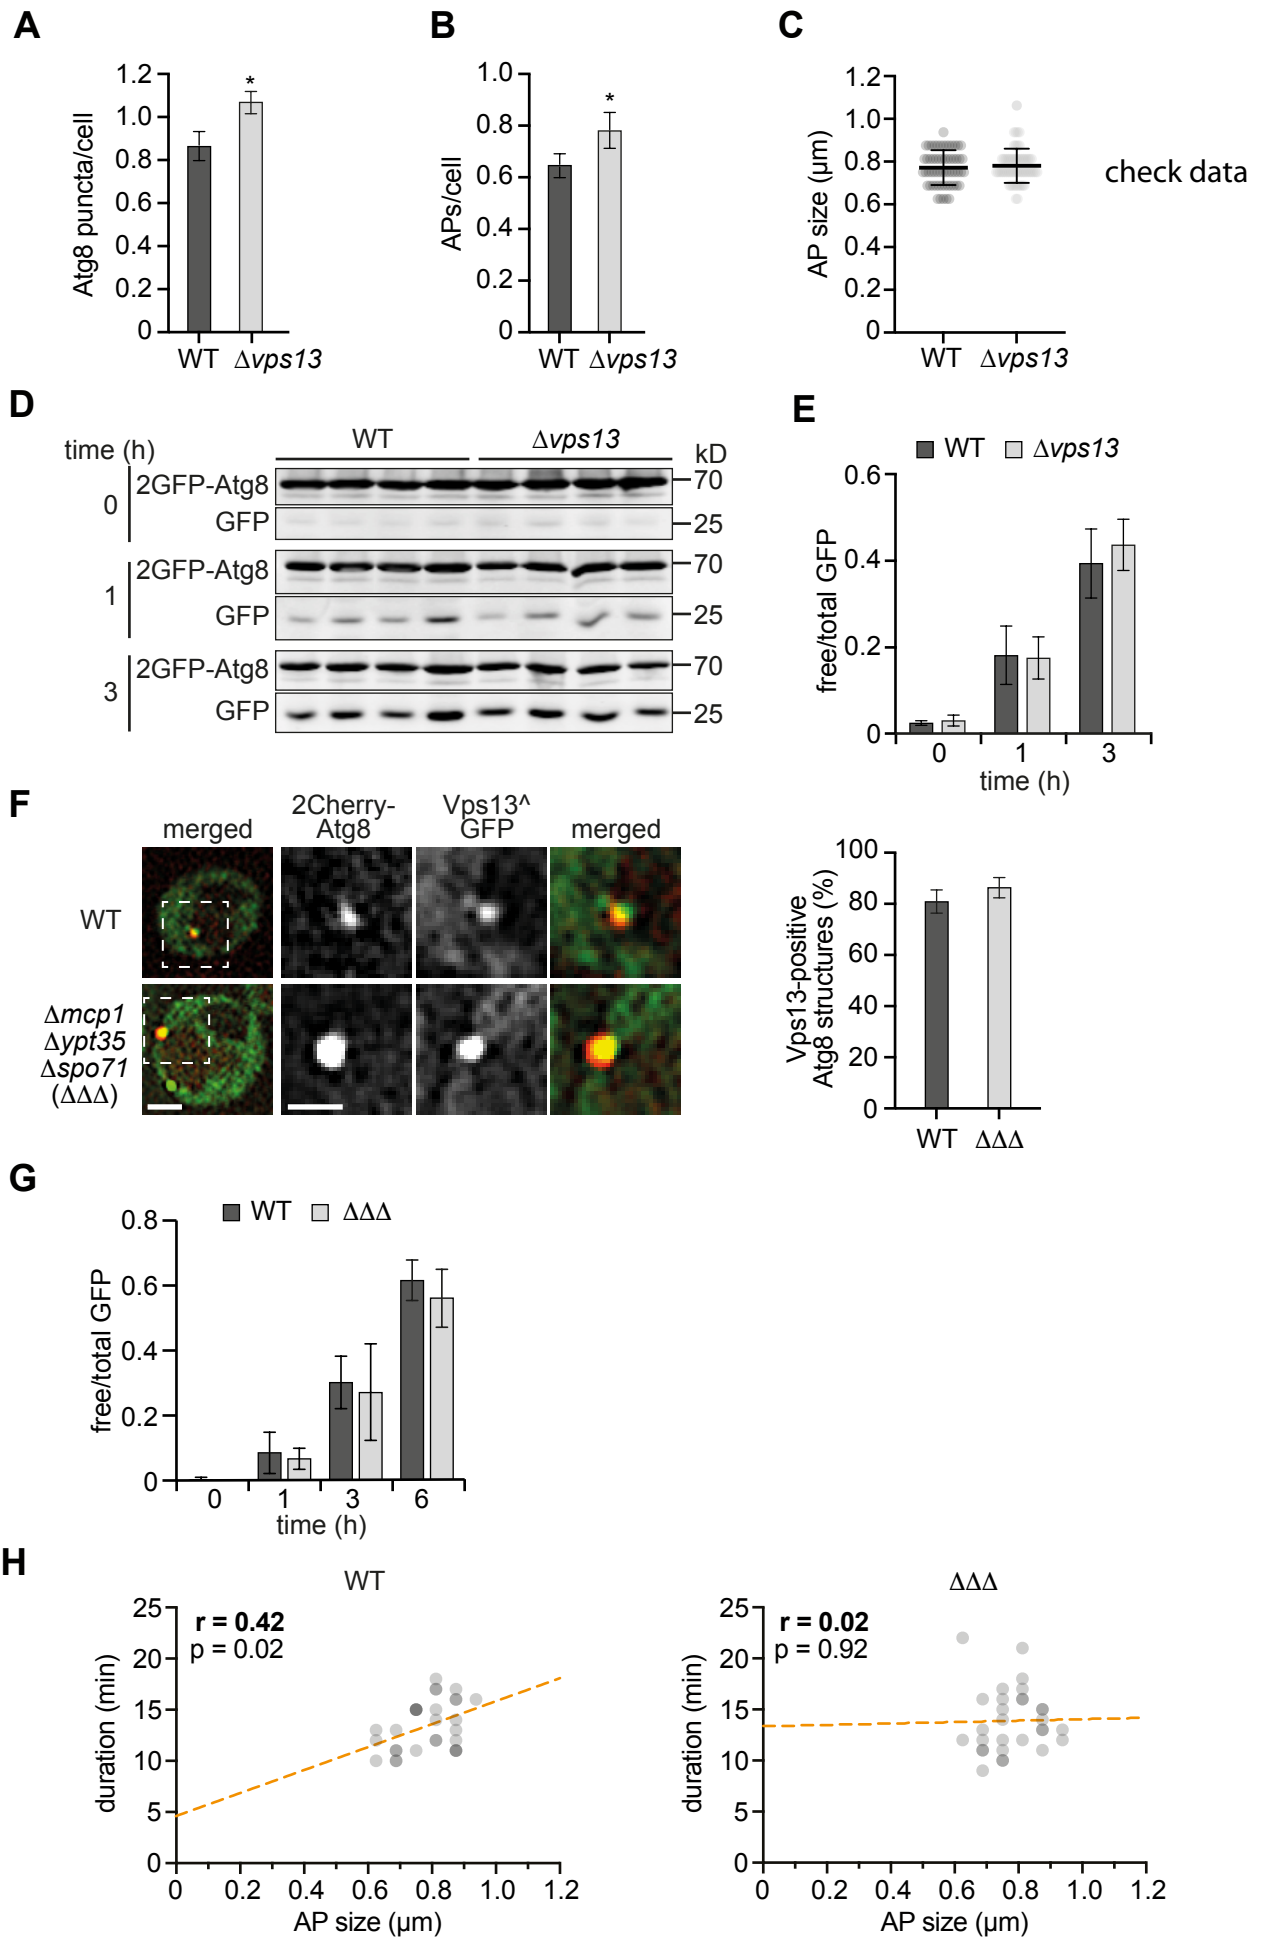 A
Atg8 puncta/cell
1.2
1.0
0.8
0.6
0.4
0.2
0
*
WT Δvps13
B
APs/cell
1.0
0.8
0.6
0.4
0.2
0
*
WT Δvps13
C
AP size (µm)
1.2
1.0
0.8
0.6
0.4
0.2
0
WT Δvps13
check data
D
time (h)
WT Δvps13
kD
0
2GFP-Atg8
70
GFP
25
1
2GFP-Atg8
70
GFP
25
3
2GFP-Atg8
70
GFP
25
E
WT Δvps13
free/total GFP
0.6
0.4
0.2
0
0 1 3
time (h)
F
merged
2Cherry-
Atg8
Vps13^
GFP
merged
WT
Δmcp1
Δypt35
Δspo71
(ΔΔΔ)
Vps13-positive
Atg8 structures (%)
100
80
60
40
20
0
WT ΔΔΔ
G
WT ΔΔΔ
free/total GFP
0.8
0.6
0.4
0.2
0
0 1 3 6
time (h)
H
WT
duration (min)
25
20
15
10
5
0
r = 0.42
p = 0.02
0 0.2 0.4 0.6 0.8 1.0 1.2
AP size (µm)
ΔΔΔ
duration (min)
25
20
15
10
5
0
r = 0.02
p = 0.92
0 0.2 0.4 0.6 0.8 1.0 1.2
AP size (µm)